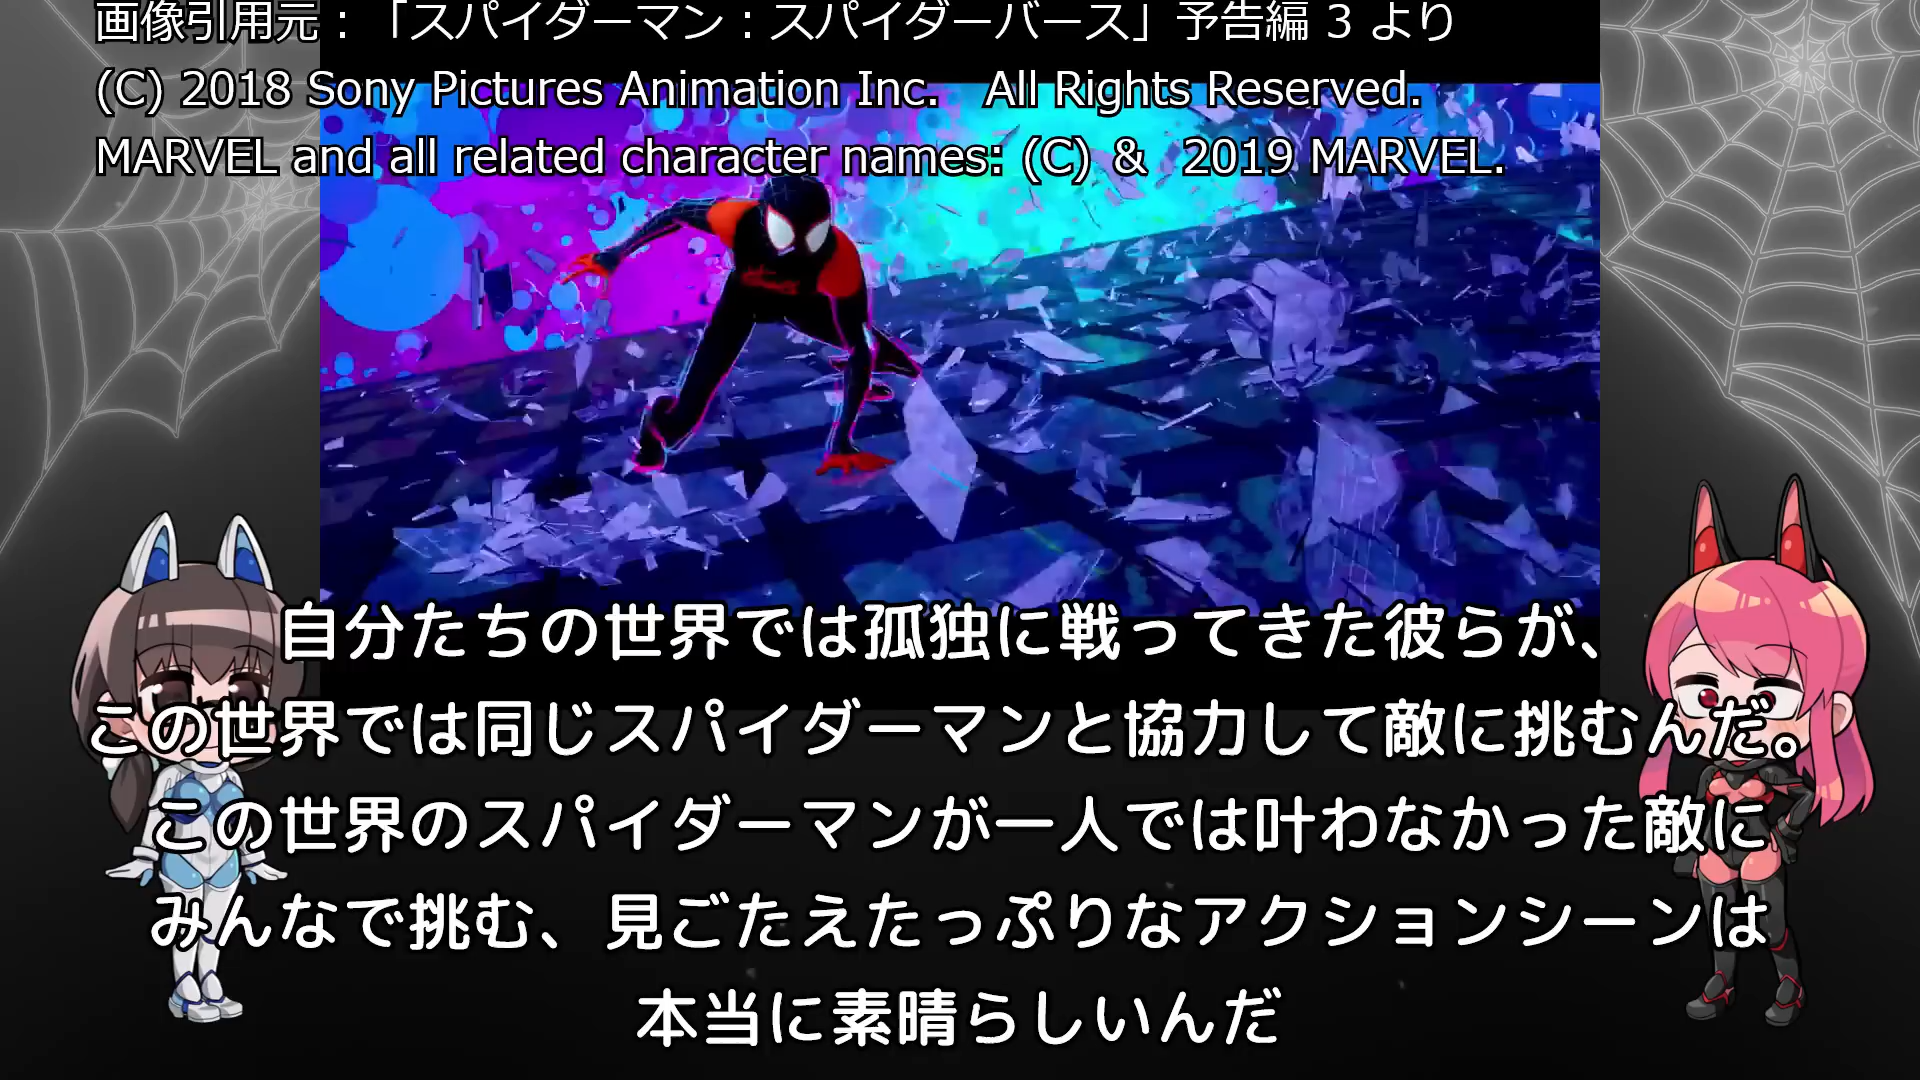 画像引用元：「スパイダーマン：スパイダーバース」予告編 3 より
(C) 2018 Sony Pictures Animation Inc.　All Rights Reserved.
MARVEL and all related character names: (C) ＆ 2019 MARVEL.
自分たちの世界では孤独に戦ってきた彼らが、
この世界では同じスパイダーマンと協力して敵に挑むんだ。
この世界のスパイダーマンが一人では叶わなかった敵に
みんなで挑む、見ごたえたっぷりなアクションシーンは
本当に素晴らしいんだ